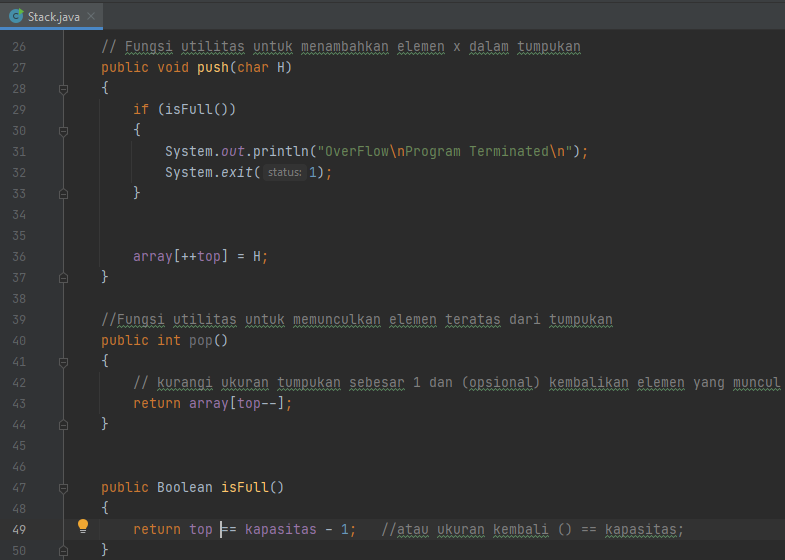 Stack.java
26 // Fungsi utilitas untuk menambahkan elemen x dalam tumpukan
27 public void push(char H)
28 {
29 if (isFull())
30 {
31 System.out.println("OverFlow\nProgram Terminated\n");
32 System.exit( status: 1);
33 }
34
35
36 array[++top] = H;
37 }
38
39 //Fungsi utilitas untuk memunculkan elemen teratas dari tumpukan
40 public int pop()
41 {
42 // kurangi ukuran tumpukan sebesar 1 dan (opsional) kembalikan elemen yang muncul
43 return array[top--];
44 }
45
46
47 public Boolean isFull()
48 {
49 return top == kapasitas - 1; //atau ukuran kembali () == kapasitas;
50 }